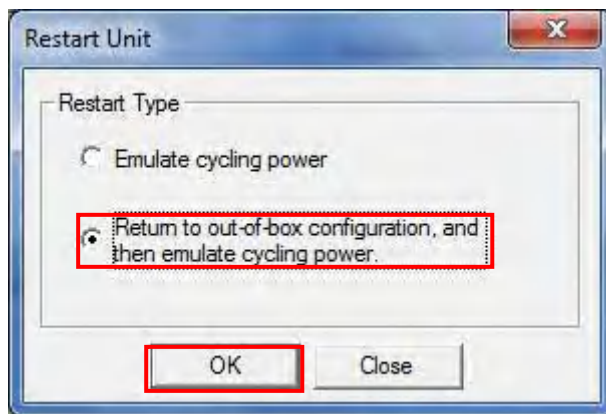 Restart Unit
Restart Type
Emulate cycling power
Return to out-of-box configuration, and
then emulate cycling power.
OK
Close